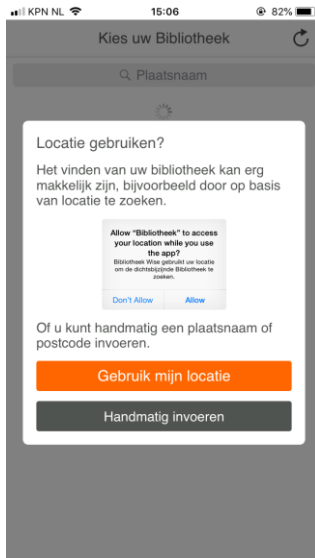 KPN NL 15:06 82%
Kies uw Bibliotheek
Plaatsnaam
Locatie gebruiken?
Het vinden van uw bibliotheek kan erg
makkelijk zijn, bijvoorbeeld door op basis
van locatie te zoeken.
Allow “Bibliotheek” to access
your location while you use
the app?
Bibliotheek Wise gebruikt uw locatie
om de dichtsbijzinde Bibliotheek te
zoeken.
Don't Allow Allow
Of u kunt handmatig een plaatsnaam of
postcode invoeren.
Gebruik mijn locatie
Handmatig invoeren